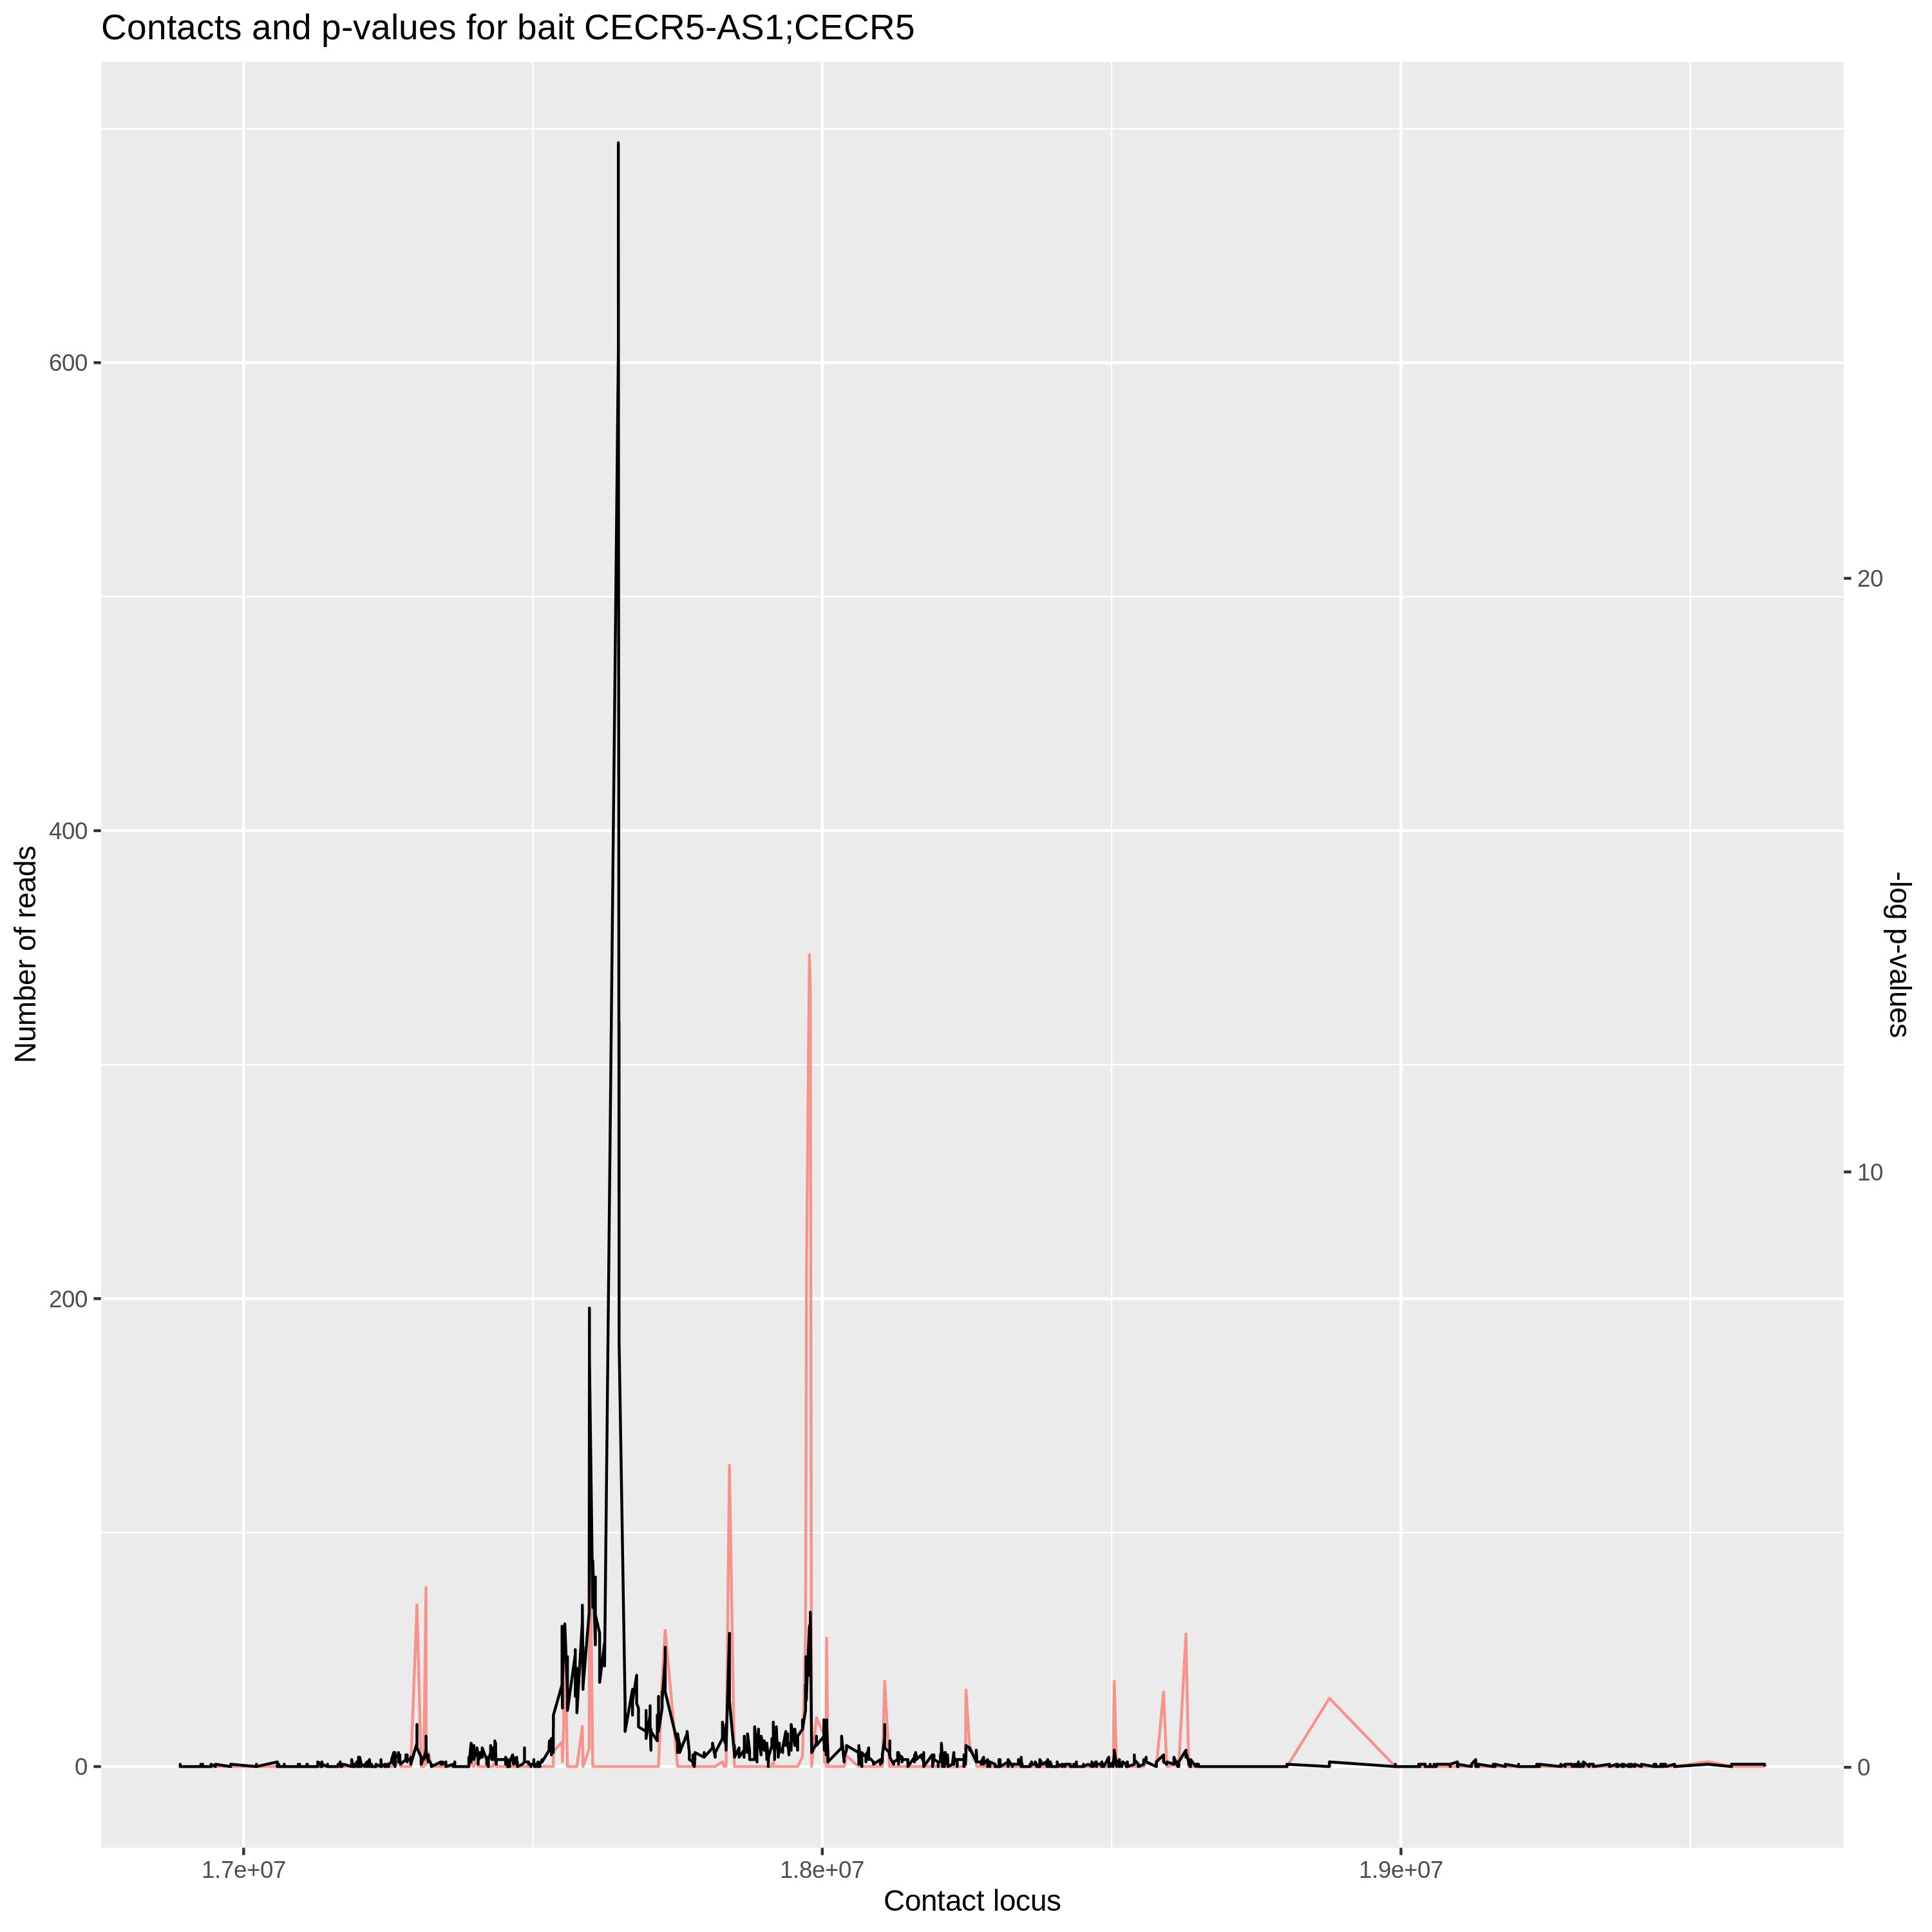 Contacts and p-values for bait CECR5-AS1;CECR5
600
400
200
0
Number of reads
20
10
0
-log p-values
1.7e+07
1.8e+07
1.9e+07
Contact locus